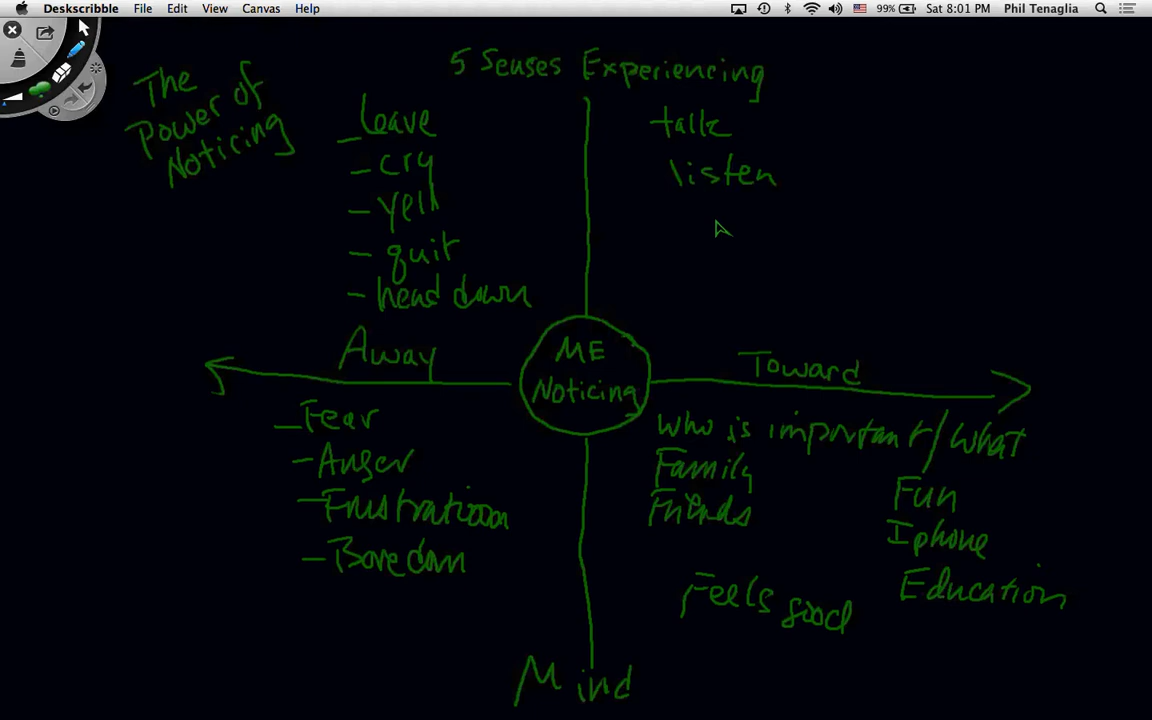 Deskscribble File Edit View Canvas Help
99% Sat 8:01 PM Phil Tenaglia
The
Power of
Noticing
5 Senses Experiencing
Leave
- cry
- yell
- quit
- head down
talk
listen
Away
ME
Noticing
Toward
- Fear
- Anger
- Frustration
- Boredom
Who is important/What
Family
Friends
Fun
Iphone
Education
Feels good
Mind